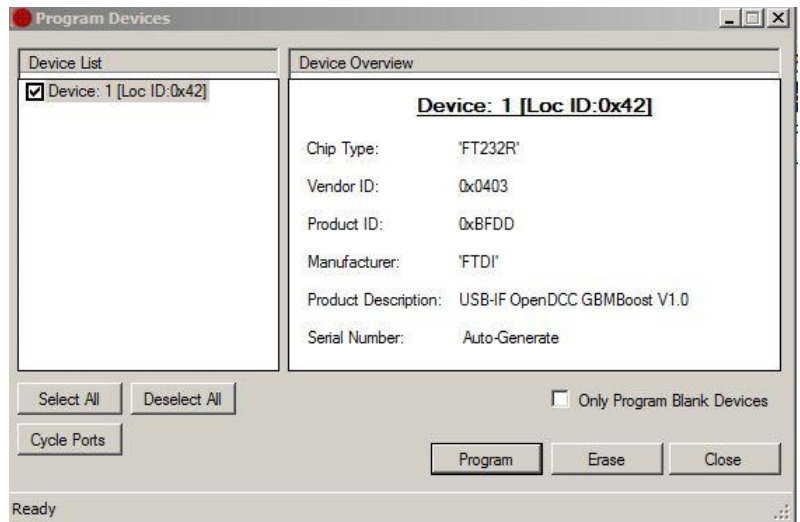 Program Devices
Device List
Device Overview
Device: 1 [Loc ID:0x42]
Device: 1 [Loc ID:0x42]
Chip Type: 'FT232R'
Vendor ID: 0x0403
Product ID: 0xBFDD
Manufacturer: 'FTDI'
Product Description: USB-IF OpenDCC GBMBoost V1.0
Serial Number: Auto-Generate
Select All
Deselect All
Only Program Blank Devices
Cycle Ports
Program
Erase
Close
Ready